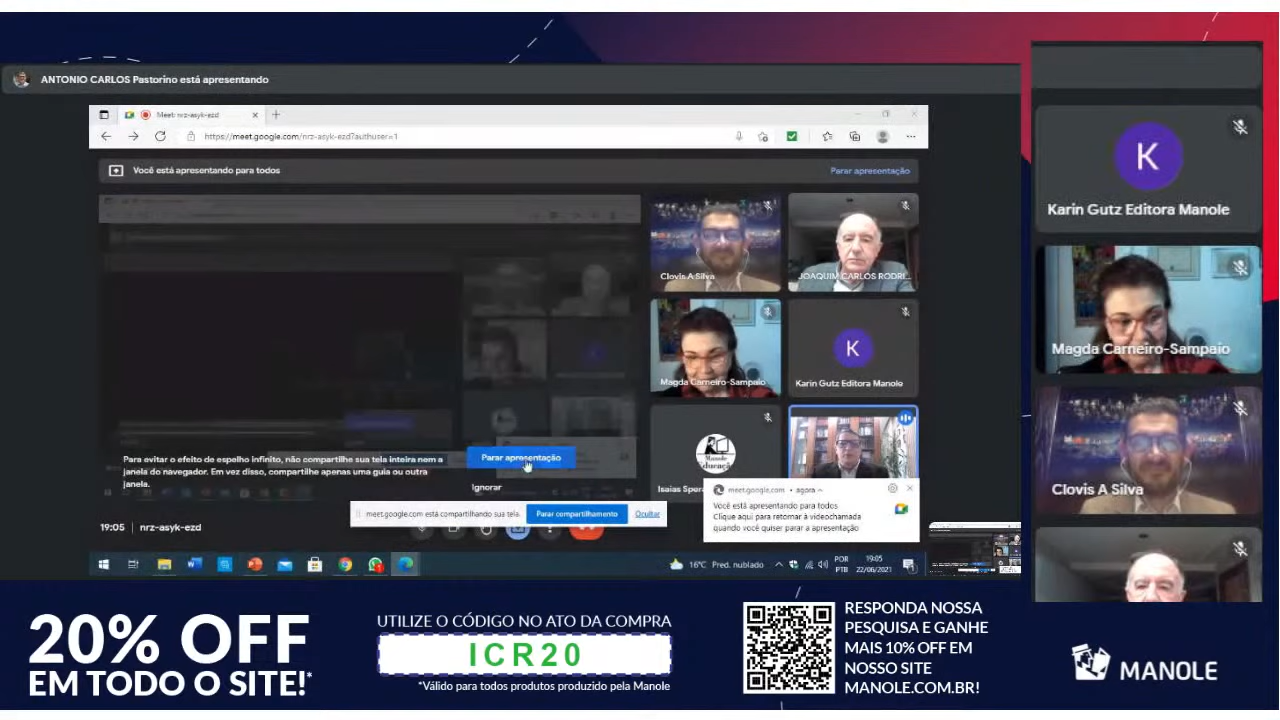 ANTONIO CARLOS Pastorino está apresentando
Meet: nrz-asyk-ezd
https://meet.google.com/nrz-asyk-ezd?authuser=1
Você está apresentando para todos
Parar apresentação
Clovis A Silva
JOAQUIM CARLOS RODRI...
Magda Carneiro-Sampaio
K
Karin Gutz Editora Manole
Manole
educação
Isaias Spera
Para evitar o efeito de espelho infinito, não compartilhe sua tela inteira nem a
janela do navegador. Em vez disso, compartilhe apenas uma guia ou outra
janela.
Parar apresentação
Ignorar
meet.google.com está compartilhando sua tela.
Parar compartilhamento
Ocultar
meet.google.com • agora
Você está apresentando para todos
Clique aqui para retornar à videochamada
quando você quiser parar a apresentação
19:05 | nrz-asyk-ezd
16°C Pred. nublado
POR
PTB
19:05
22/06/2021
K
Karin Gutz Editora Manole
Magda Carneiro-Sampaio
Clovis A Silva
20% OFF
EM TODO O SITE!*
UTILIZE O CÓDIGO NO ATO DA COMPRA
ICR20
*Válido para todos produtos produzido pela Manole
RESPONDA NOSSA
PESQUISA E GANHE
MAIS 10% OFF EM
NOSSO SITE
MANOLE.COM.BR!
MANOLE